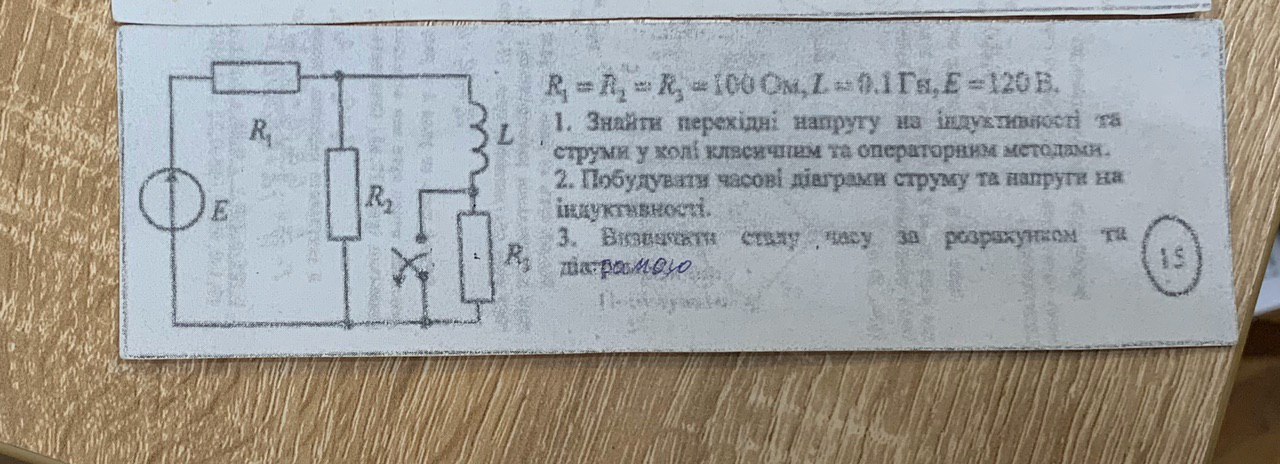 R₁ = R₂ = R₃ = 100 Ом, L = 0.1 Гн, E = 120 В.
1. Знайти перехідні напругу на індуктивності та
струми у колі класичним та операторним методами.
2. Побудувати часові діаграми струму та напруги на
індуктивності.
3. Визначити сталу часу за розрахунком та
діаграмою
R₁
L
E
R₂
R₃
15